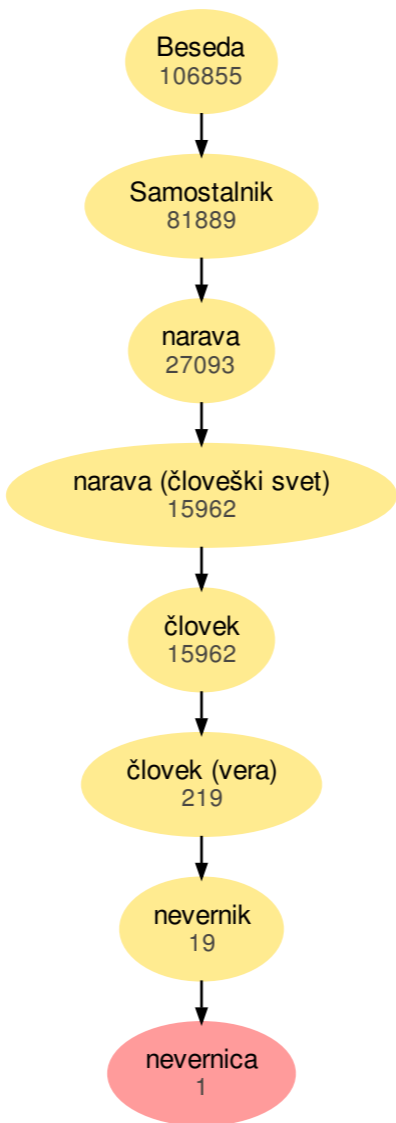 Beseda
106855
Samostalnik
81889
narava
27093
narava (človeški svet)
15962
človek
15962
človek (vera)
219
nevernik
19
nevernica
1